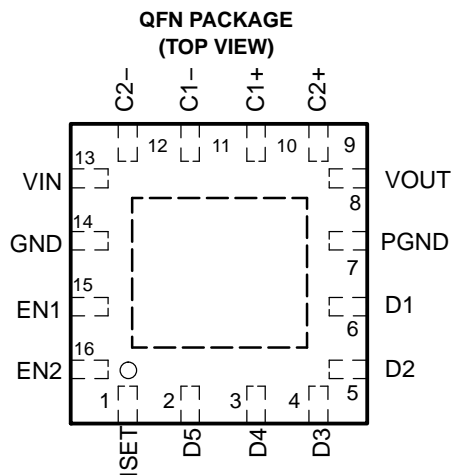 QFN PACKAGE
(TOP VIEW)
C2−
C1−
C1+
C2+
12
11
10
9
13
VIN
VOUT
8
14
GND
PGND
7
15
EN1
D1
6
16
EN2
D2
5
1
2
3
4
ISET
D5
D4
D3